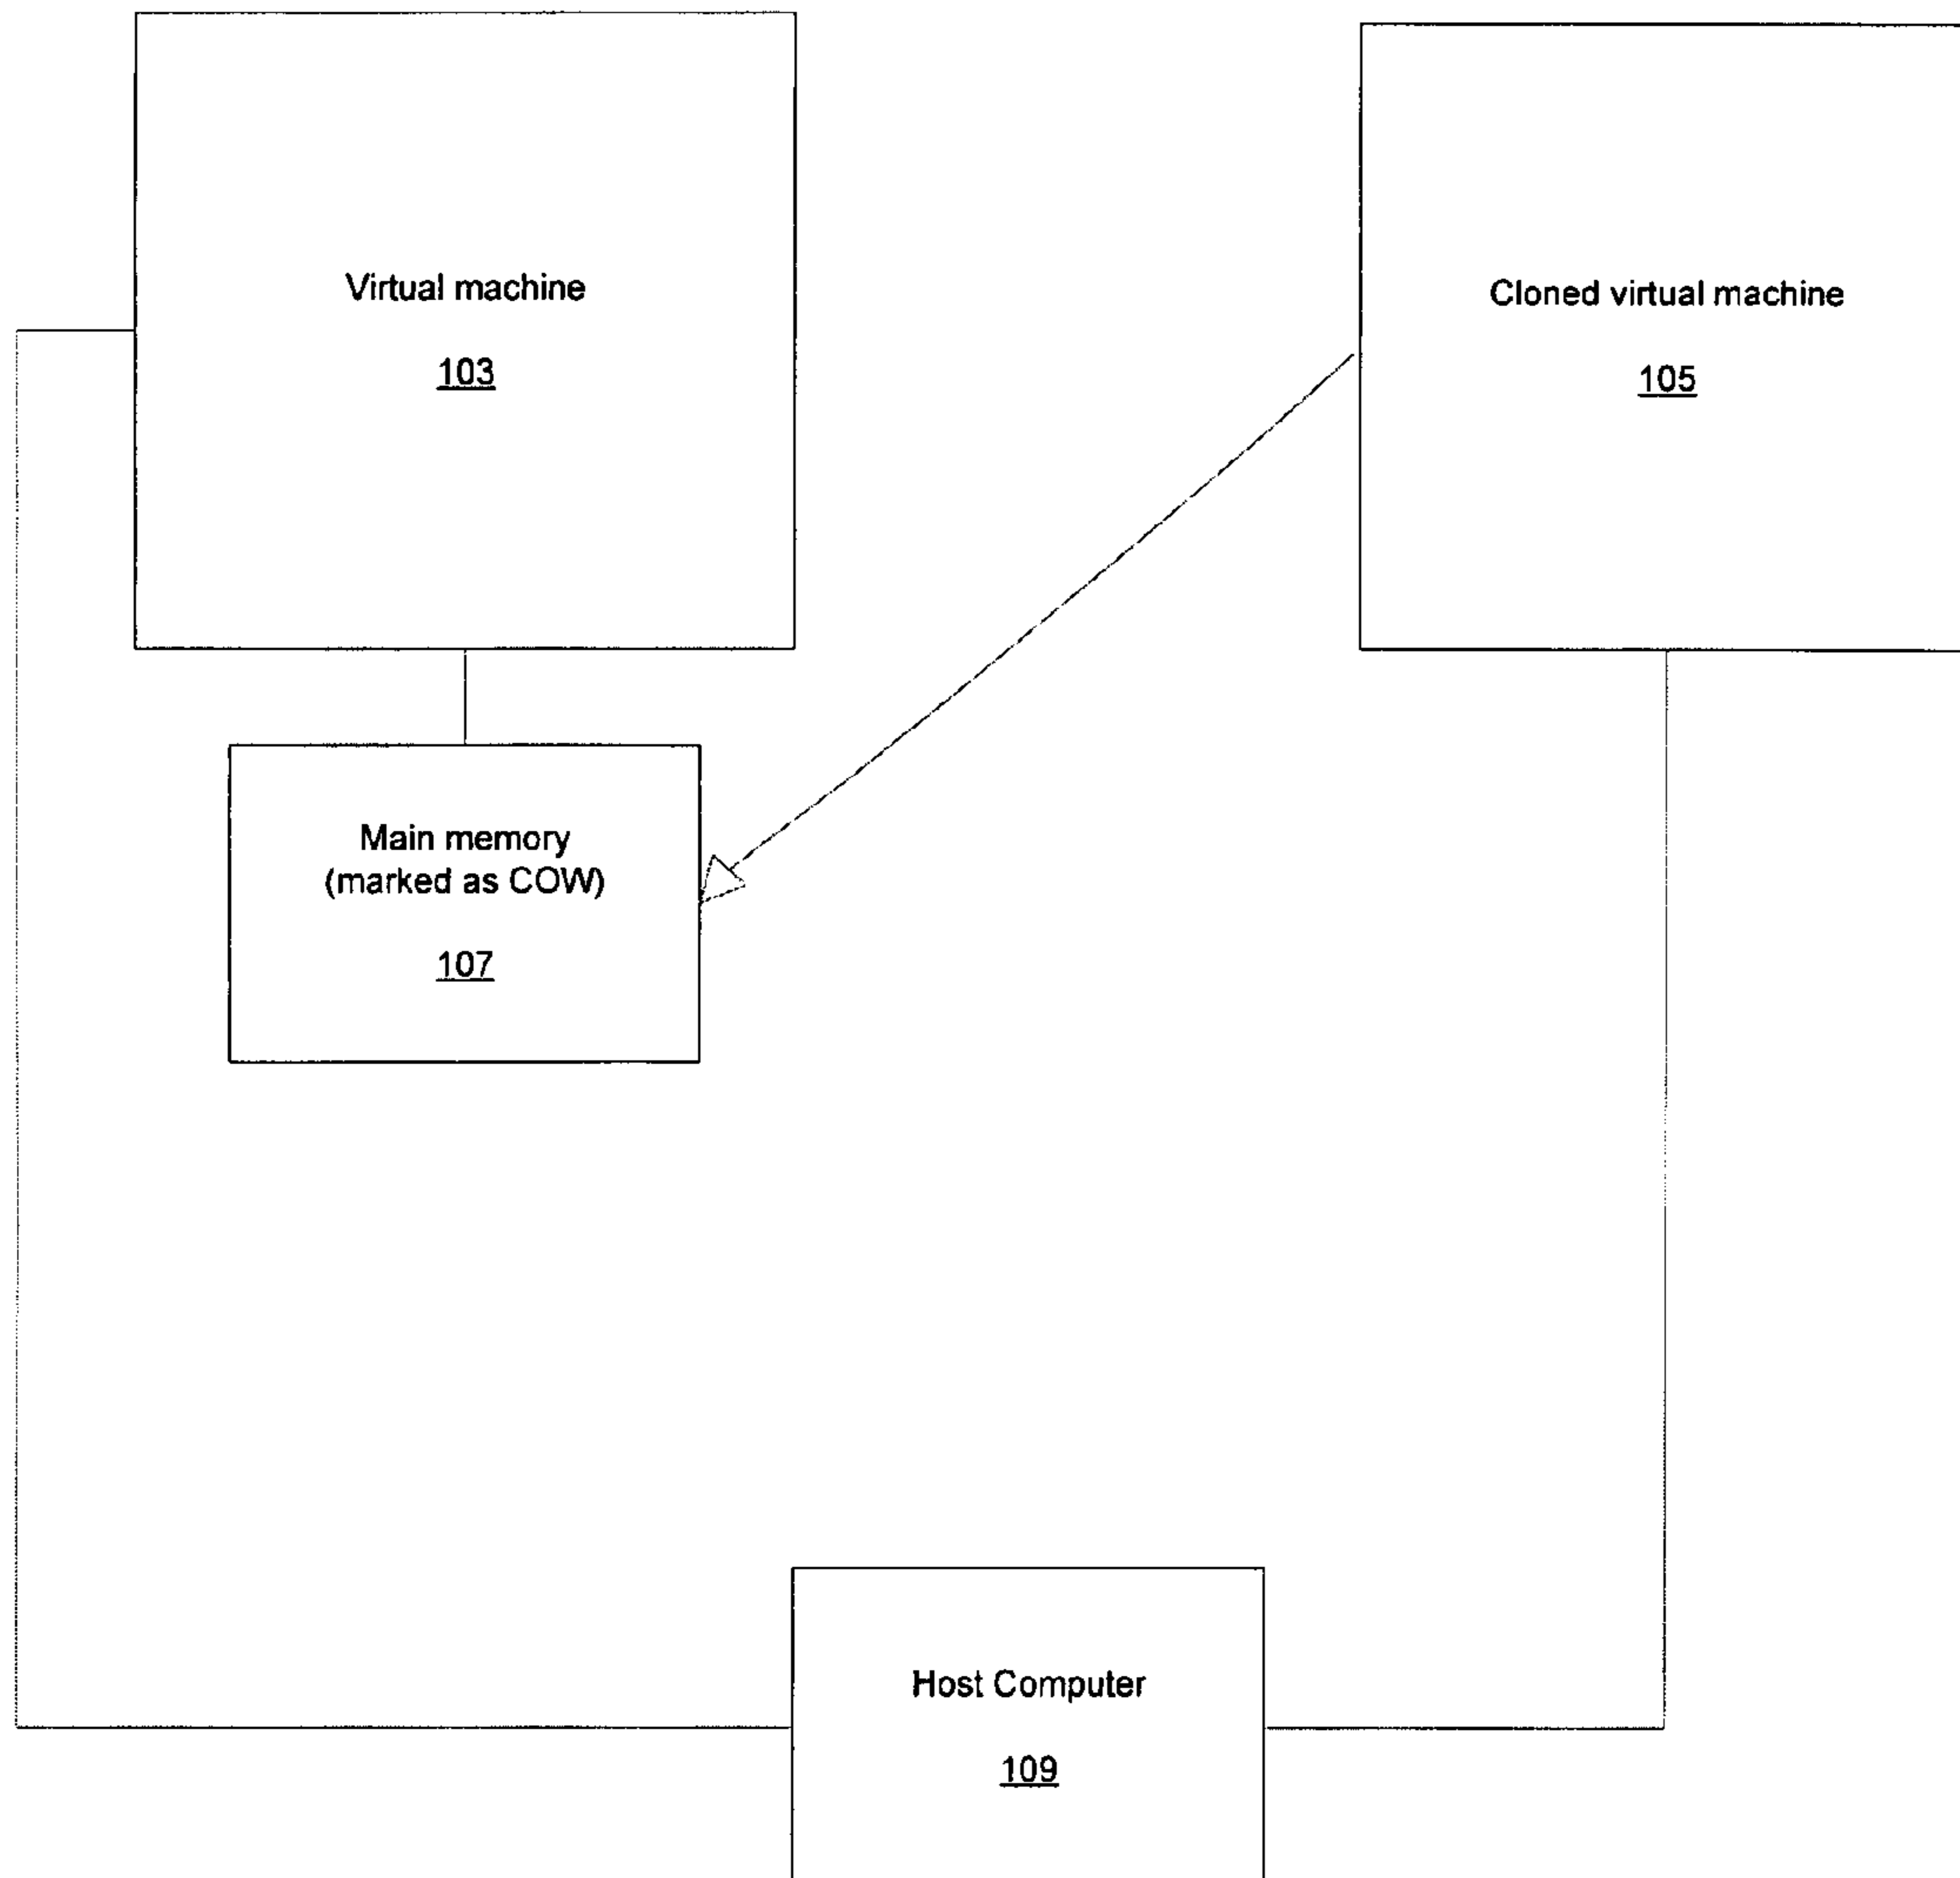 Virtual machine
103
Cloned virtual machine
105
Main memory
(marked as COW)
107
Host Computer
109